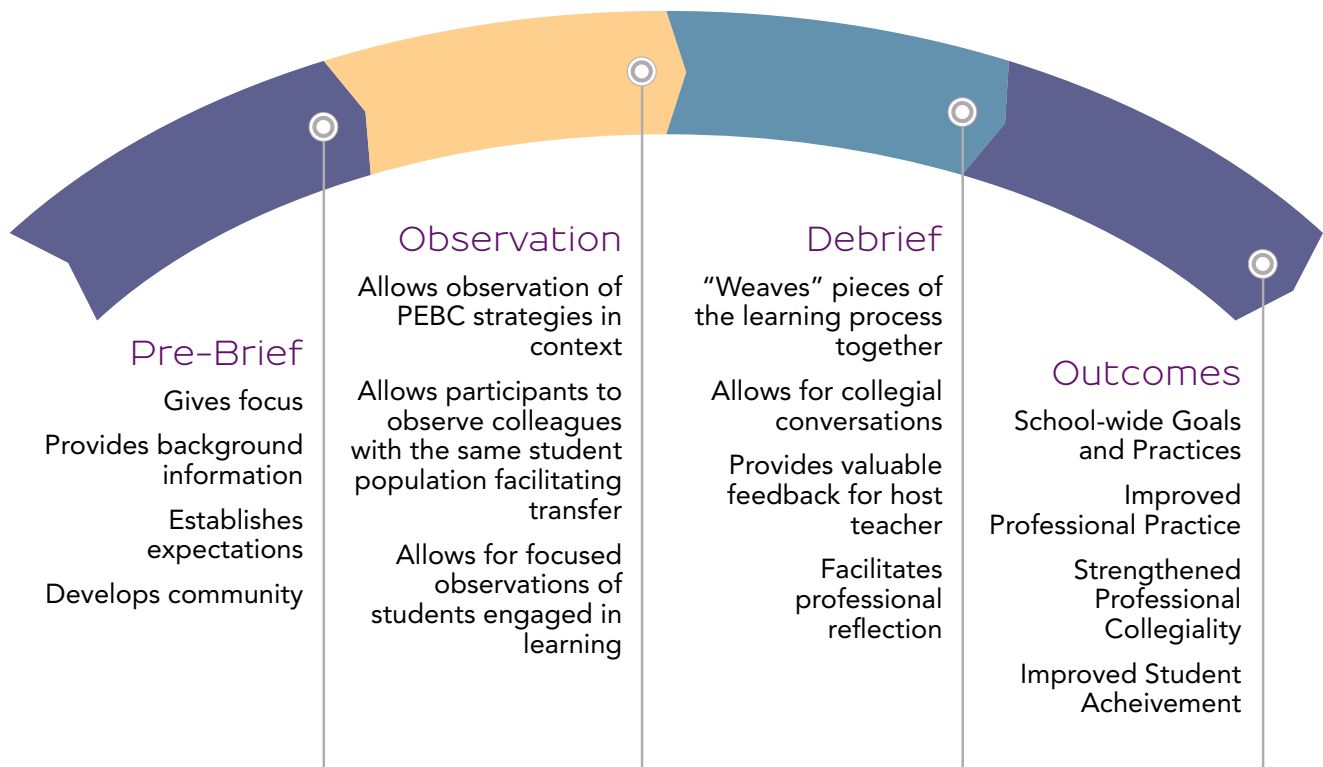 Pre-Brief
Gives focus
Provides background
information
Establishes
expectations
Develops community
Observation
Allows observation of
PEBC strategies in
context
Allows participants to
observe colleagues
with the same student
population facilitating
transfer
Allows for focused
observations of
students engaged in
learning
Debrief
“Weaves” pieces of
the learning process
together
Allows for collegial
conversations
Provides valuable
feedback for host
teacher
Facilitates
professional
reflection
Outcomes
School-wide Goals
and Practices
Improved
Professional Practice
Strengthened
Professional
Collegiality
Improved Student
Acheivement